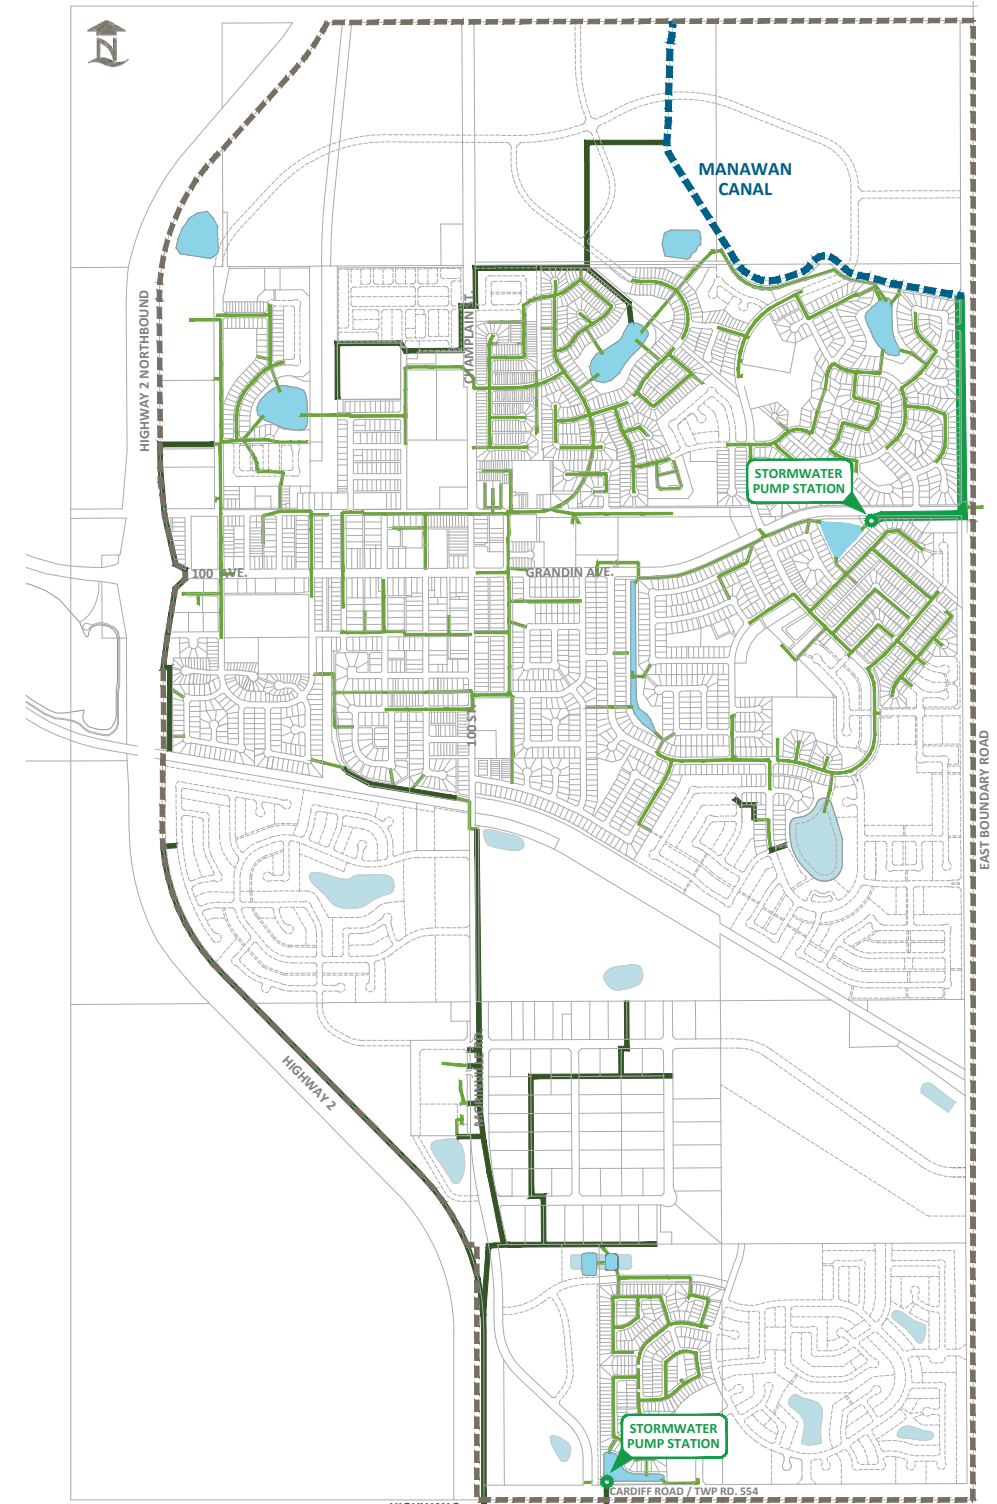 N
MANAWAN
CANAL
HIGHWAY 2 NORTHBOUND
CHAMPLAIN ST.
STORMWATER
PUMP STATION
100 AVE.
GRANDIN AVE.
100 ST.
EAST BOUNDARY ROAD
HIGHWAY 2
STORMWATER
PUMP STATION
CARDIFF ROAD / TWP RD. 554